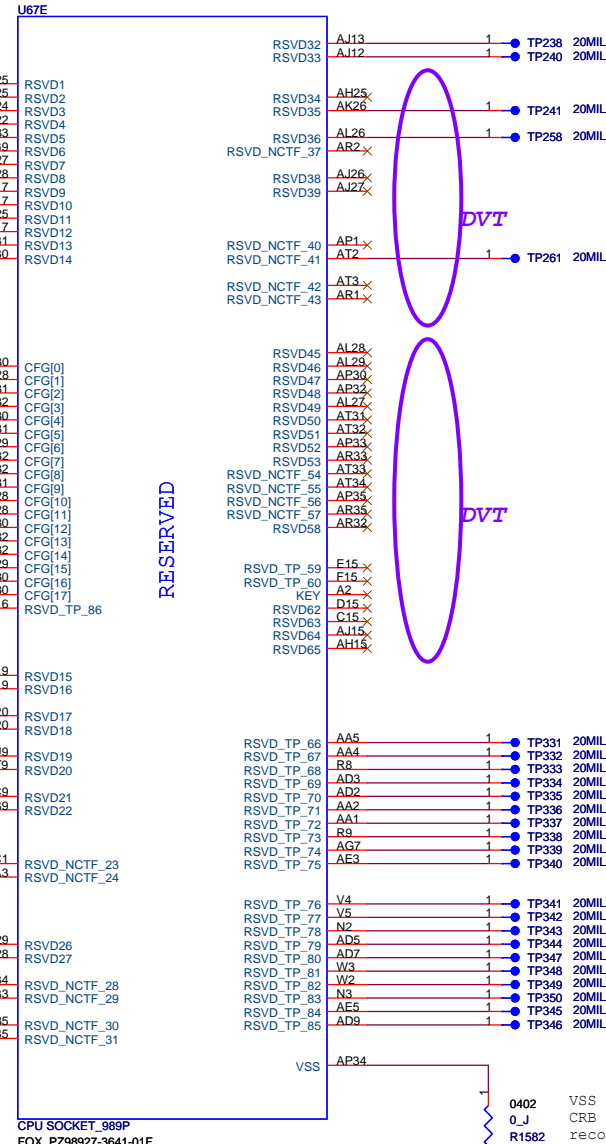 U67E
RSVD32 AJ13 1 TP238 20MIL
RSVD33 AJ12 1 TP240 20MIL
RSVD1
RSVD2 RSVD34 AH25
RSVD3 RSVD35 AK26 1 TP241 20MIL
RSVD4
RSVD5 RSVD36 AL26 1 TP258 20MIL
RSVD6 RSVD_NCTF_37 AR2
RSVD7
RSVD8 RSVD38 AJ26
RSVD9 RSVD39 AJ27
RSVD10
RSVD11 DVT
RSVD12
RSVD13 RSVD_NCTF_40 AP1
RSVD14 RSVD_NCTF_41 AT2 1 TP261 20MIL
RSVD_NCTF_42 AT3
RSVD_NCTF_43 AR1
RSVD45 AL28
CFG[0] RSVD46 AL29
CFG[1] RSVD47 AP30
CFG[2] RSVD48 AP32
CFG[3] RSVD49 AL27
CFG[4] RSVD50 AT31
CFG[5] RSVD51 AT32
CFG[6] RSVD52 AP33
CFG[7] RSVD53 AR33
CFG[8] RSVD_NCTF_54 AT33
CFG[9] RSVD_NCTF_55 AT34
CFG[10] RSVD_NCTF_56 AP35
CFG[11] RSVD_NCTF_57 AR35 DVT
CFG[12] RSVD58 AR32
CFG[13]
CFG[14]
CFG[15] RSVD_TP_59 E15
CFG[16] RSVD_TP_60 F15
CFG[17] KEY A2
RSVD_TP_86 RSVD62 D15
RSVD63 C15
RSVD64 AJ15
RSVD65 AH15
RESERVED
RSVD15
RSVD16
RSVD17
RSVD18
RSVD_TP_66 AA5 1 TP331 20MIL
RSVD19 RSVD_TP_67 AA4 1 TP332 20MIL
RSVD20 RSVD_TP_68 R8 1 TP333 20MIL
RSVD_TP_69 AD3 1 TP334 20MIL
RSVD21 RSVD_TP_70 AD2 1 TP335 20MIL
RSVD22 RSVD_TP_71 AA2 1 TP336 20MIL
RSVD_TP_72 AA1 1 TP337 20MIL
RSVD_TP_73 R9 1 TP338 20MIL
RSVD_TP_74 AG7 1 TP339 20MIL
RSVD_NCTF_23 RSVD_TP_75 AE3 1 TP340 20MIL
RSVD_NCTF_24
RSVD_TP_76 V4 1 TP341 20MIL
RSVD_TP_77 V5 1 TP342 20MIL
RSVD_TP_78 N2 1 TP343 20MIL
RSVD26 RSVD_TP_79 AD5 1 TP344 20MIL
RSVD27 RSVD_TP_80 AD7 1 TP347 20MIL
RSVD_TP_81 W3 1 TP348 20MIL
RSVD_NCTF_28 RSVD_TP_82 W2 1 TP349 20MIL
RSVD_NCTF_29 RSVD_TP_83 N3 1 TP350 20MIL
RSVD_TP_84 AE5 1 TP345 20MIL
RSVD_NCTF_30 RSVD_TP_85 AD9 1 TP346 20MIL
RSVD_NCTF_31
VSS AP34
1
0402 VSS
0_J CRB
R1582 reco
CPU SOCKET_989P
FOX_PZ98927-3641-01F